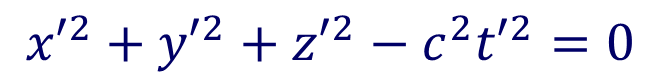 x′² + y′² + z′² − c²t′² = 0